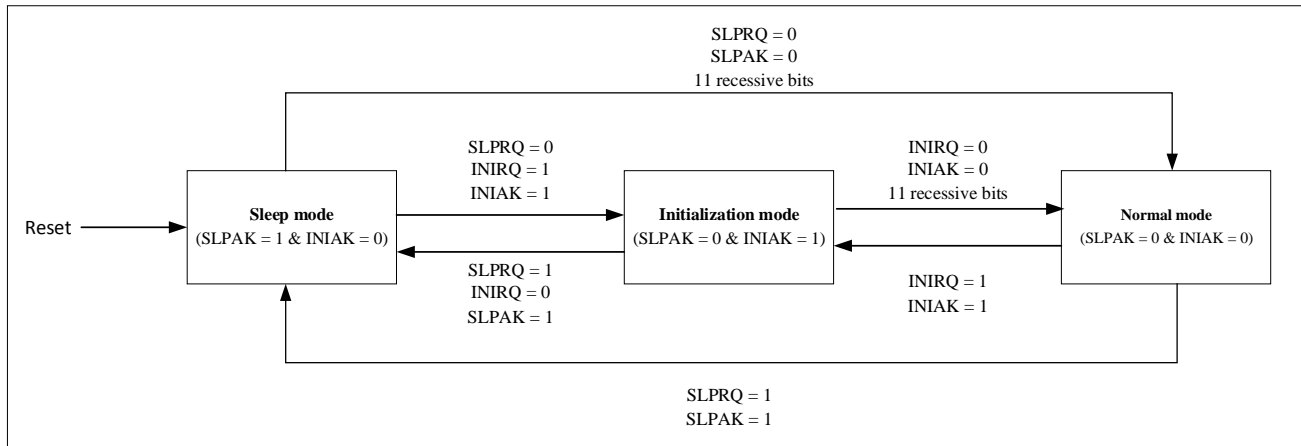 SLPRQ = 0
SLPAK = 0
11 recessive bits
SLPRQ = 0
INIRQ = 1
INIAK = 1
INIRQ = 0
INIAK = 0
11 recessive bits
Reset
Sleep mode
(SLPAK = 1 & INIAK = 0)
Initialization mode
(SLPAK = 0 & INIAK = 1)
Normal mode
(SLPAK = 0 & INIAK = 0)
SLPRQ = 1
INIRQ = 0
SLPAK = 1
INIRQ = 1
INIAK = 1
SLPRQ = 1
SLPAK = 1